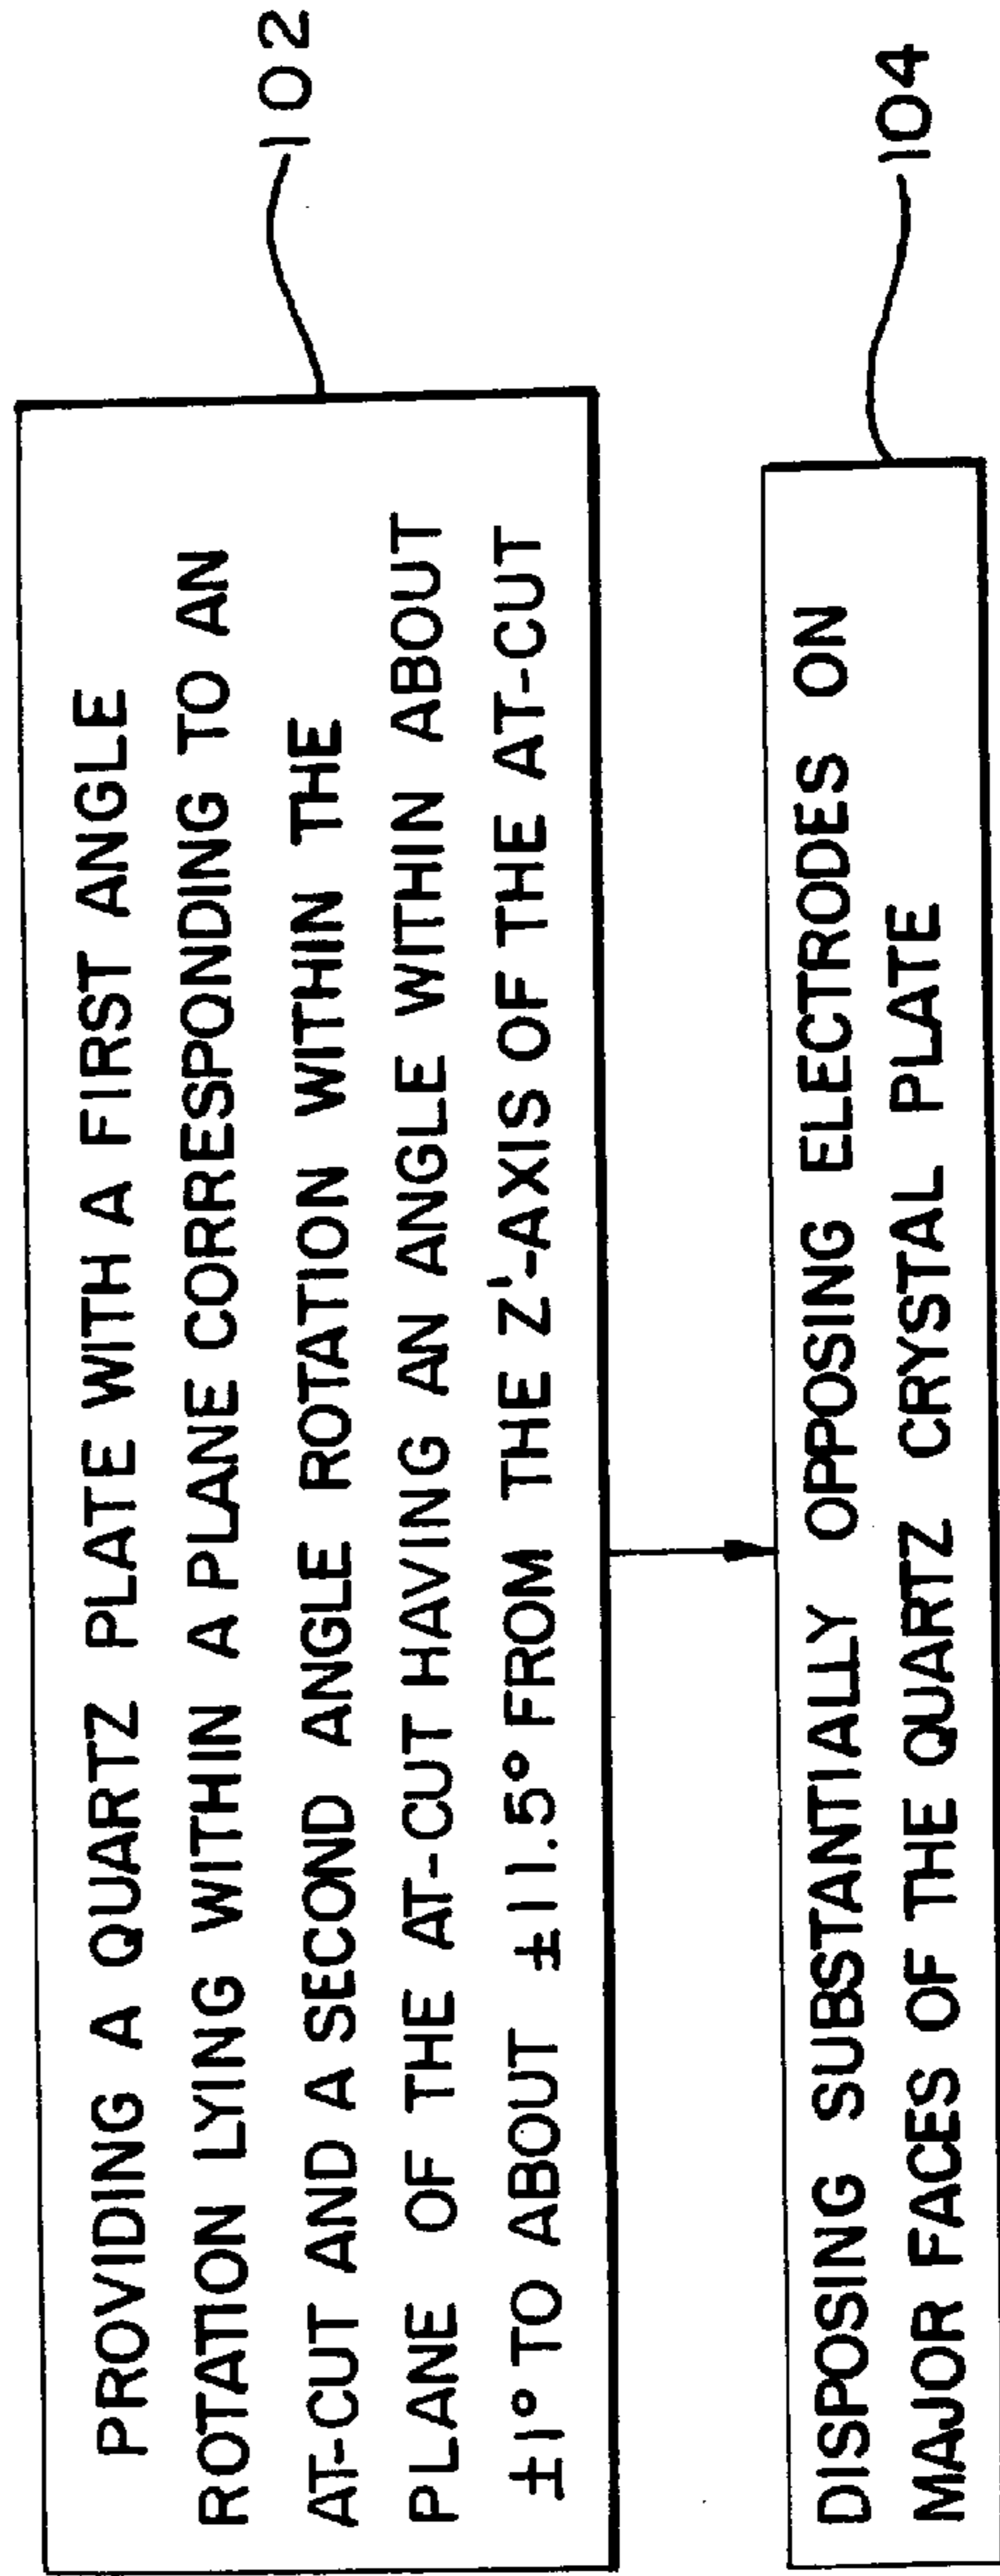 PROVIDING A QUARTZ PLATE WITH A FIRST ANGLE
ROTATION LYING WITHIN A PLANE CORRESPONDING TO AN
AT-CUT AND A SECOND ANGLE ROTATION WITHIN THE
PLANE OF THE AT-CUT HAVING AN ANGLE WITHIN ABOUT
±1° TO ABOUT ±11.5° FROM THE Z'-AXIS OF THE AT-CUT
102
DISPOSING SUBSTANTIALLY OPPOSING ELECTRODES ON
MAJOR FACES OF THE QUARTZ CRYSTAL PLATE
104